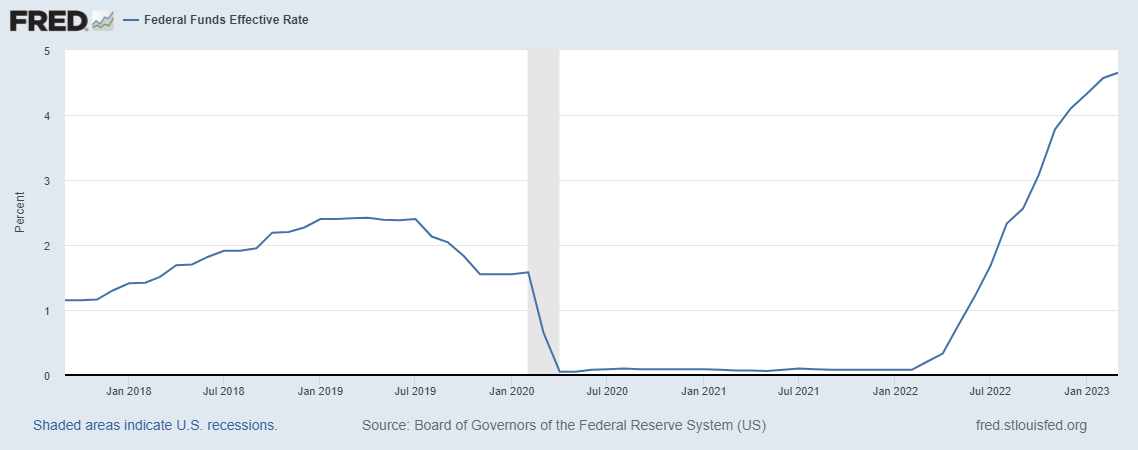 FRED. Federal Funds Effective Rate
5
4
3
2
1
0
Percent
Jan 2018 Jul 2018 Jan 2019 Jul 2019 Jan 2020 Jul 2020 Jan 2021 Jul 2021 Jan 2022 Jul 2022 Jan 2023
Shaded areas indicate U.S. recessions. Source: Board of Governors of the Federal Reserve System (US) fred.stlouisfed.org